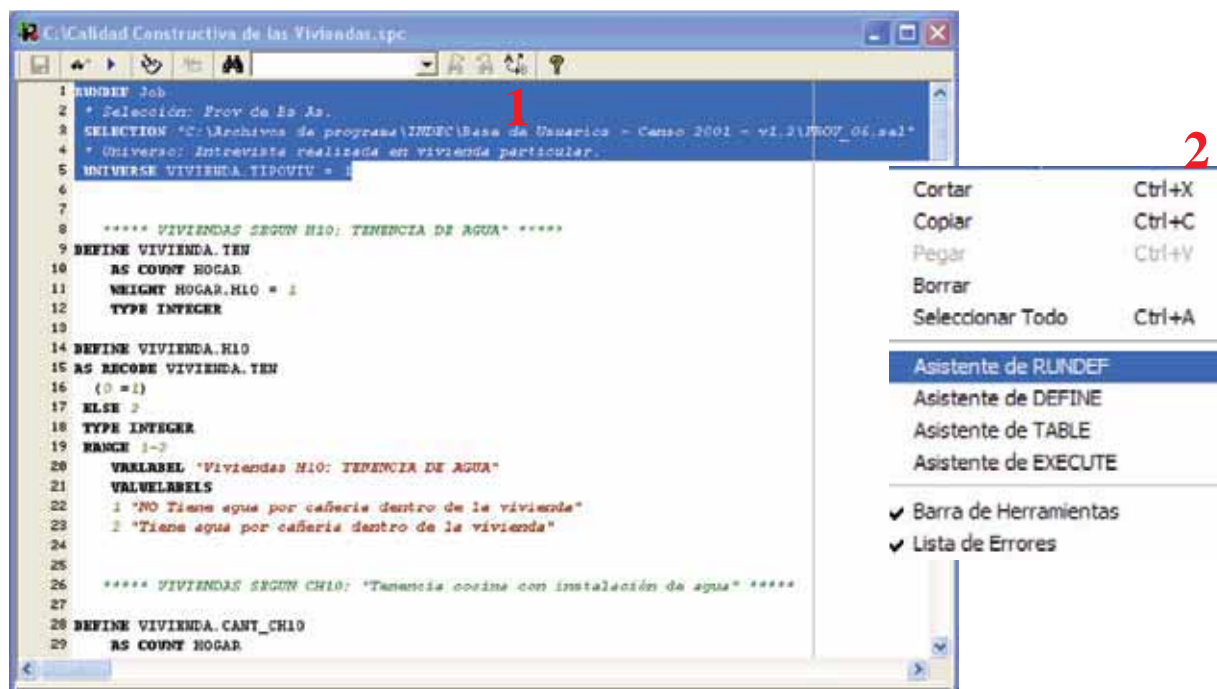 C:\Calidad Constructiva de las Viviendas.spc
1 RUNDEF Job
2 * Selección: Prov de Bs As.
3 SELECTION "C:\Archivos de programa\INDEC\Base de Usuarios - Censo 2001 - v1.2\PROV_06.sel"
4 * Universo: Entrevista realizada en vivienda particular.
5 UNIVERSE VIVIENDA.TIPOVIV = 1
6
7
8 ***** VIVIENDAS SEGUN H10: TENENCIA DE AGUA" *****
9 DEFINE VIVIENDA.TEN
10 AS COUNT HOGAR
11 WEIGHT HOGAR.H10 = 1
12 TYPE INTEGER
13
14 DEFINE VIVIENDA.H10
15 AS RECODE VIVIENDA.TEN
16 (0 =1)
17 ELSE 2
18 TYPE INTEGER
19 RANGE 1-2
20 VARLABEL "Viviendas H10: TENENCIA DE AGUA"
21 VALUELABELS
22 1 "NO Tiene agua por cañeria dentro de la vivienda"
23 2 "Tiene agua por cañeria dentro de la vivienda"
24
25
26 ***** VIVIENDAS SEGUN CH10: "Tenencia cocina con instalación de agua" *****
27
28 DEFINE VIVIENDA.CANT_CH10
29 AS COUNT HOGAR
1
2
Cortar Ctrl+X
Copiar Ctrl+C
Pegar Ctrl+V
Borrar
Seleccionar Todo Ctrl+A
Asistente de RUNDEF
Asistente de DEFINE
Asistente de TABLE
Asistente de EXECUTE
Barra de Herramientas
Lista de Errores